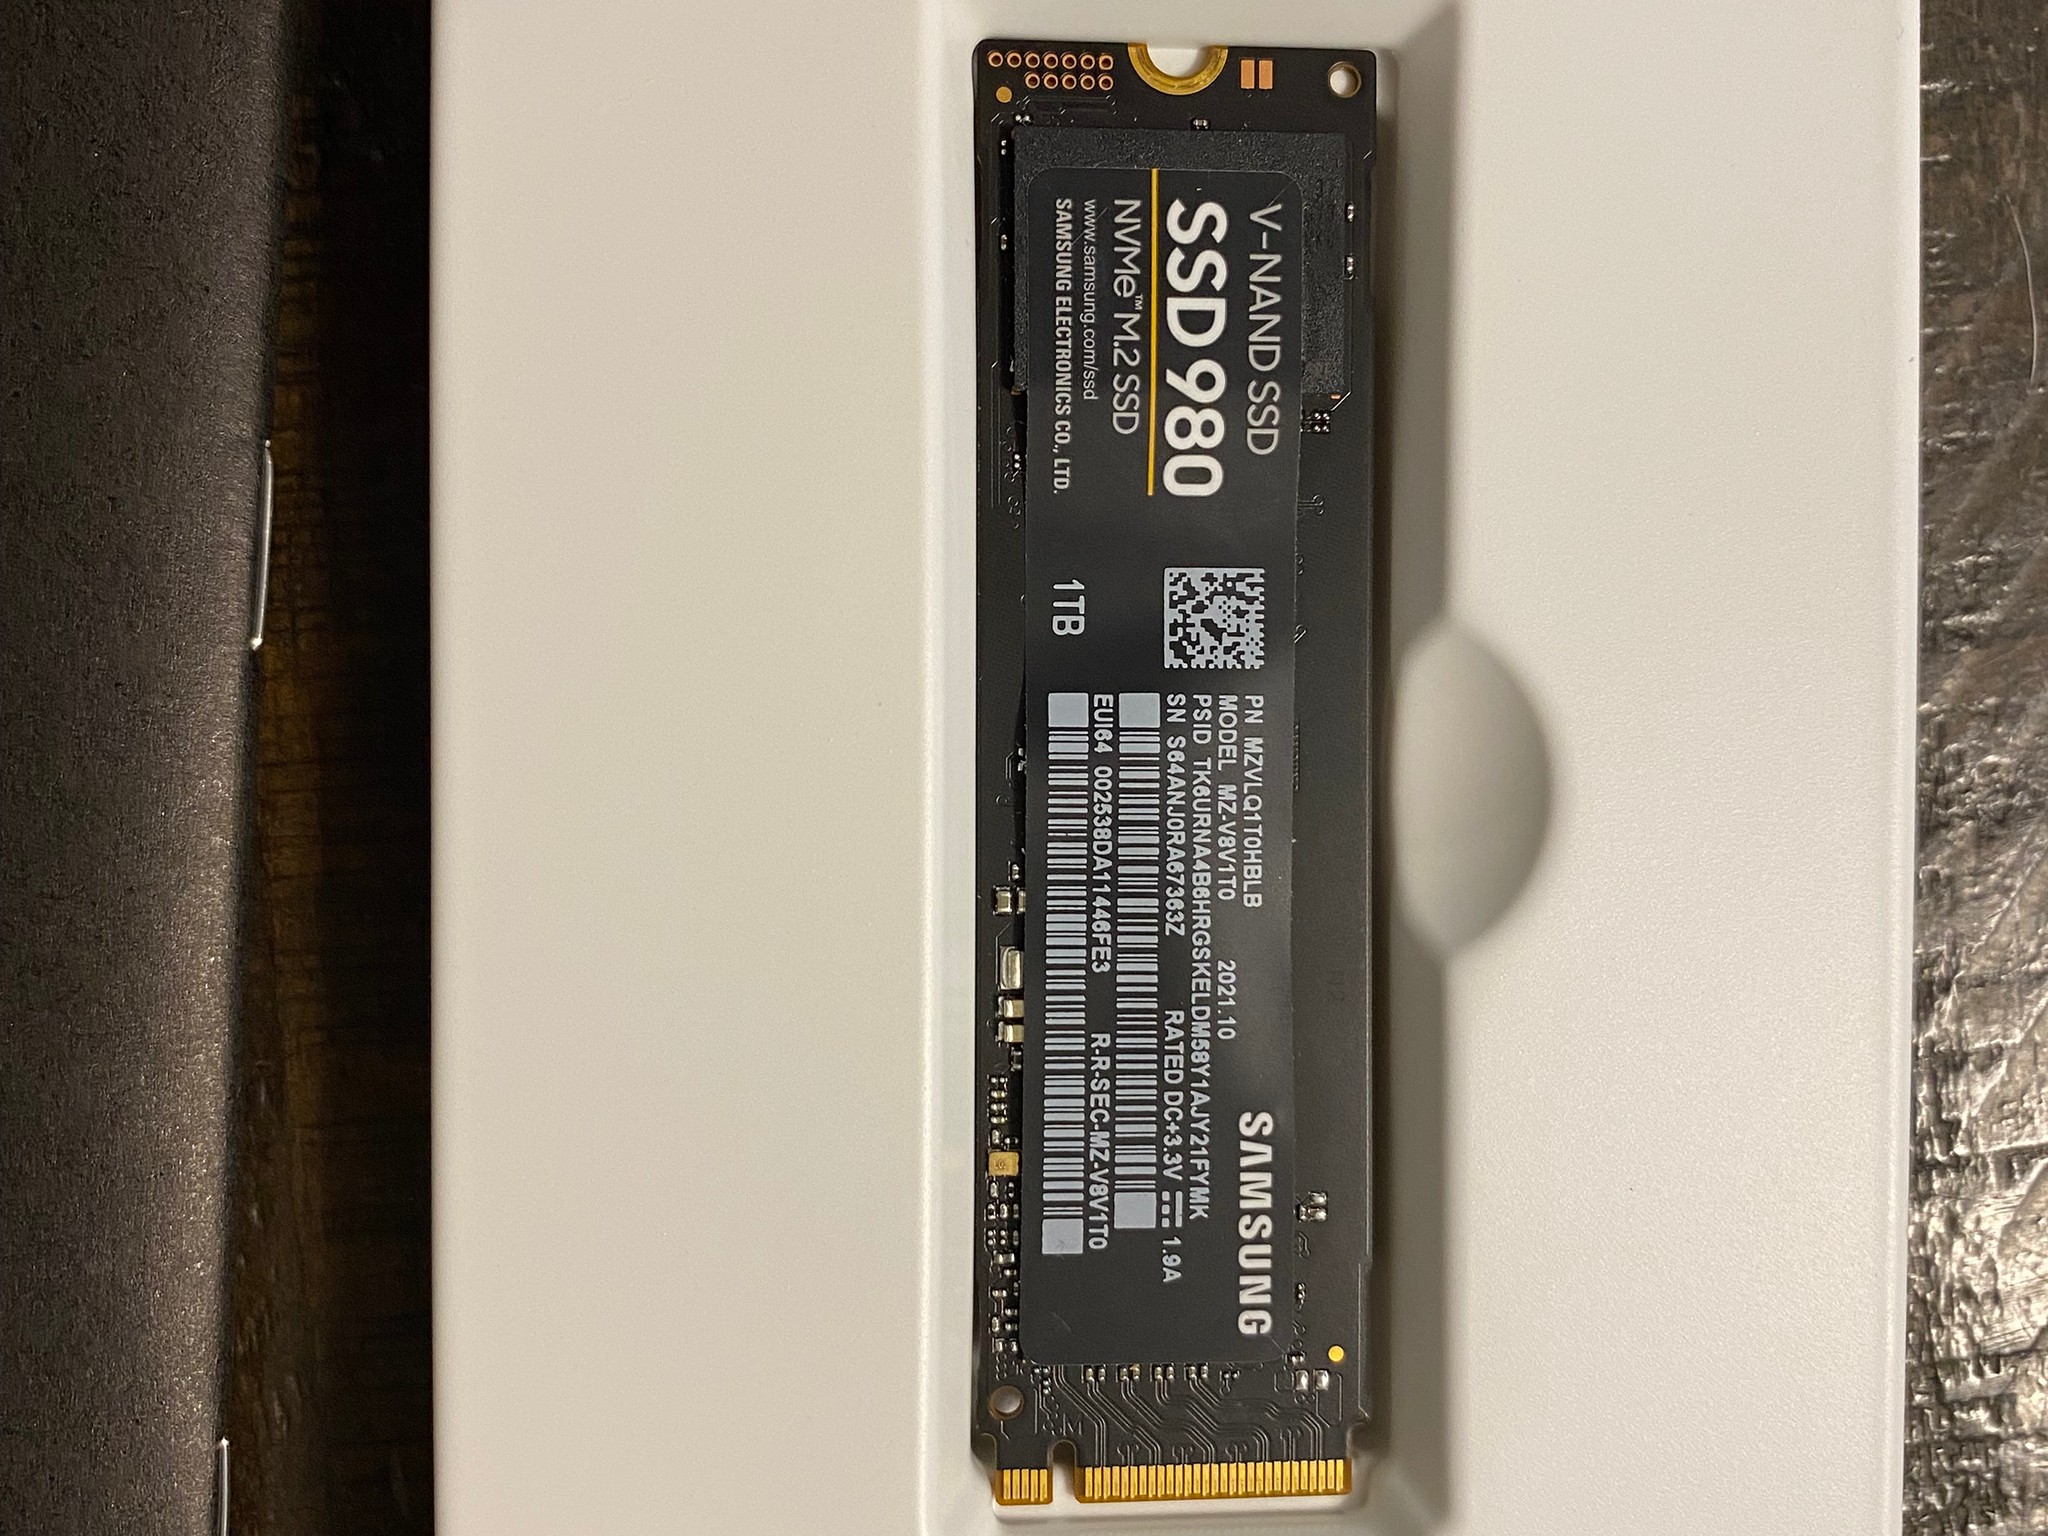 V-NAND SSD
SSD 980
NVMe™ M.2 SSD
www.samsung.com/ssd
SAMSUNG ELECTRONICS CO., LTD.
1TB
PN MZVLQ1T0HBLB
MODEL MZ-V8V1T0 2021.10
PSID TK6URNA4B6HRGSKELDM58Y1AJY21FYMK
SN S64ANJ0RA67363Z RATED DC+3.3V ⎓ 1.9A
EUI64 002538DA11446FE3 R-R-SEC-MZ-V8V1T0
SAMSUNG